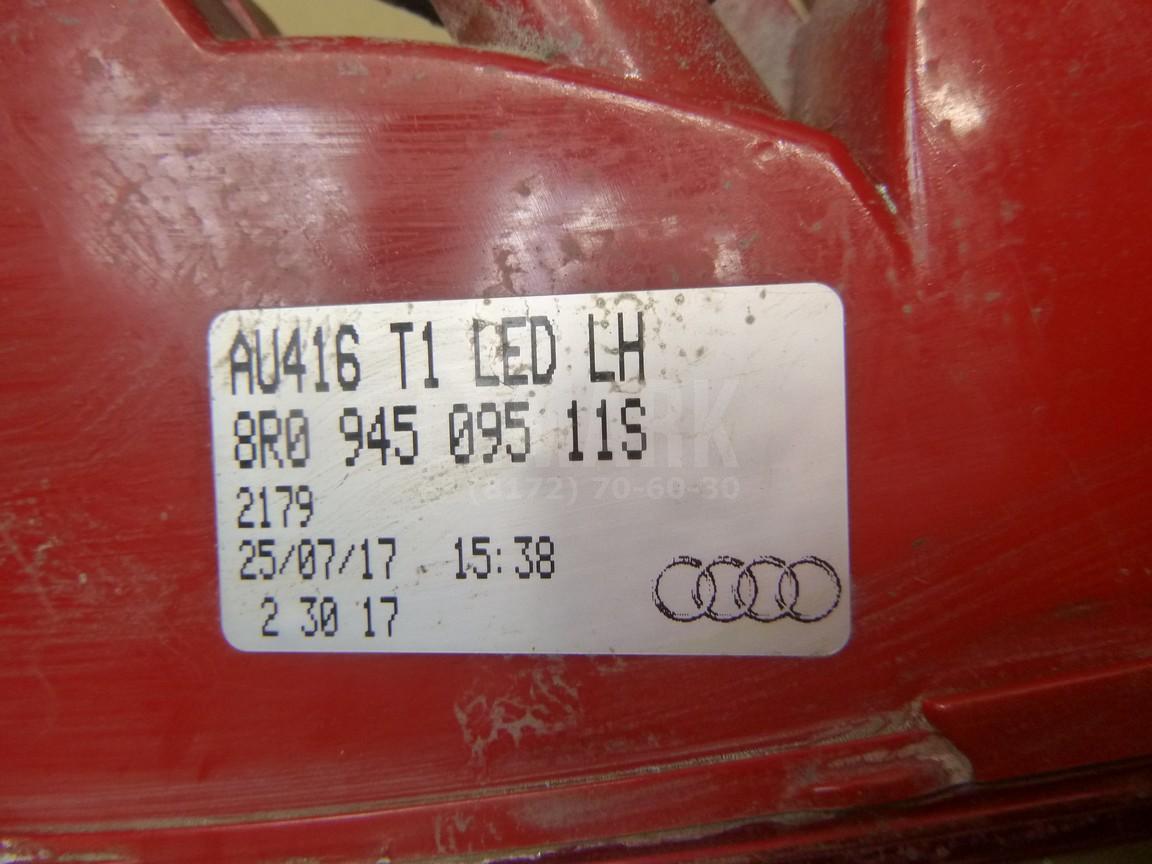 AU416 T1 LED LH
8R0 945 095 11S
2179
25/07/17 15:38
2 30 17
(8172) 70-60-30